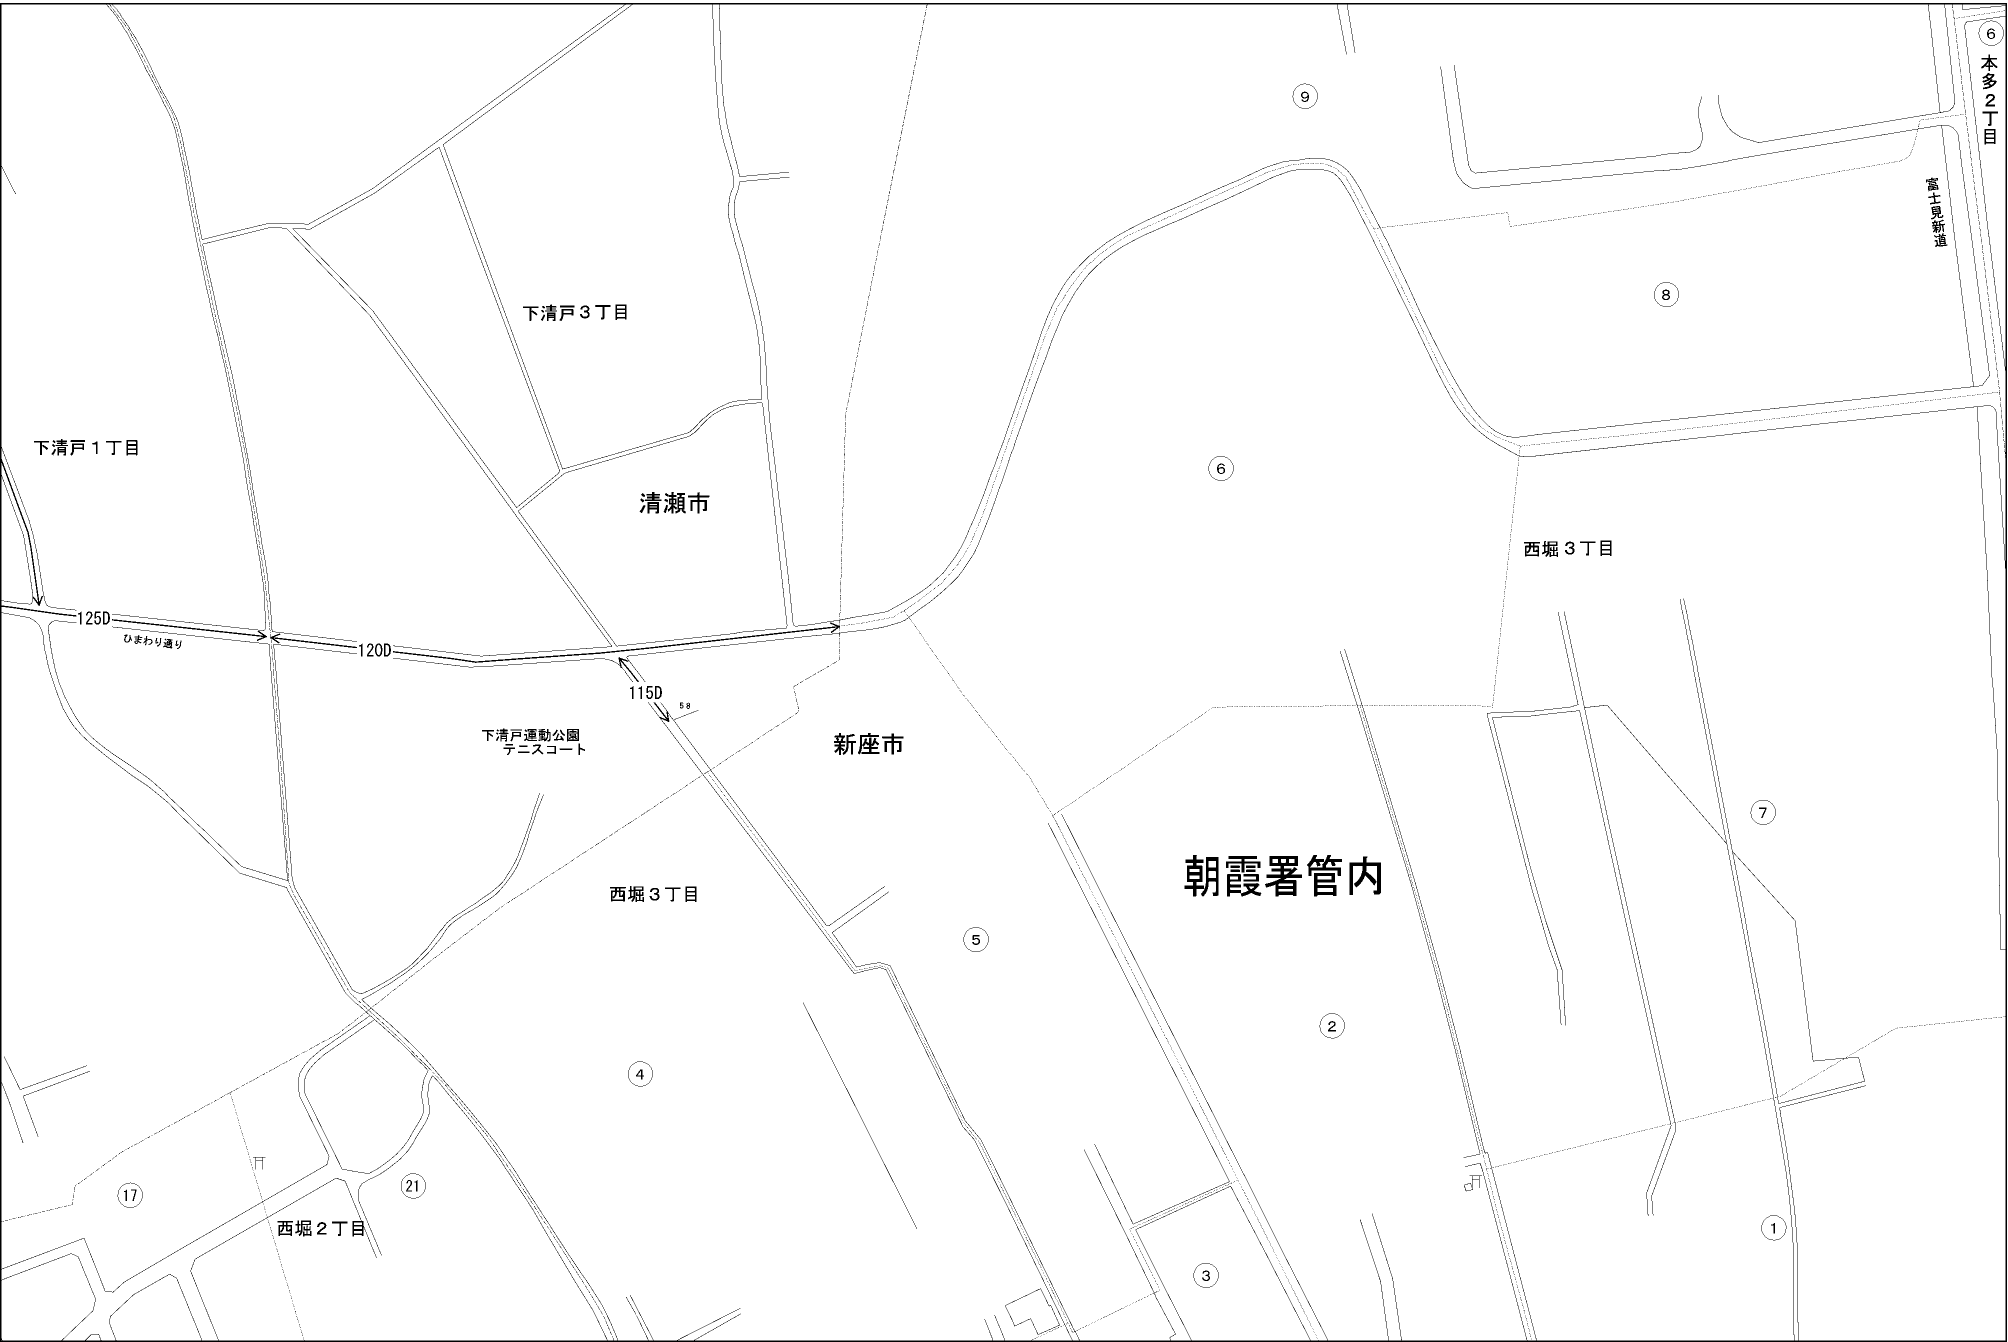 ⑥
本多２丁目
⑨
富士見新道
⑧
下清戸３丁目
下清戸１丁目
⑥
清瀬市
西堀３丁目
125D
ひまわり通り
120D
115D
58
下清戸運動公園
テニスコート
新座市
⑦
朝霞署管内
西堀３丁目
⑤
②
④
⑰
㉑
西堀２丁目
①
③